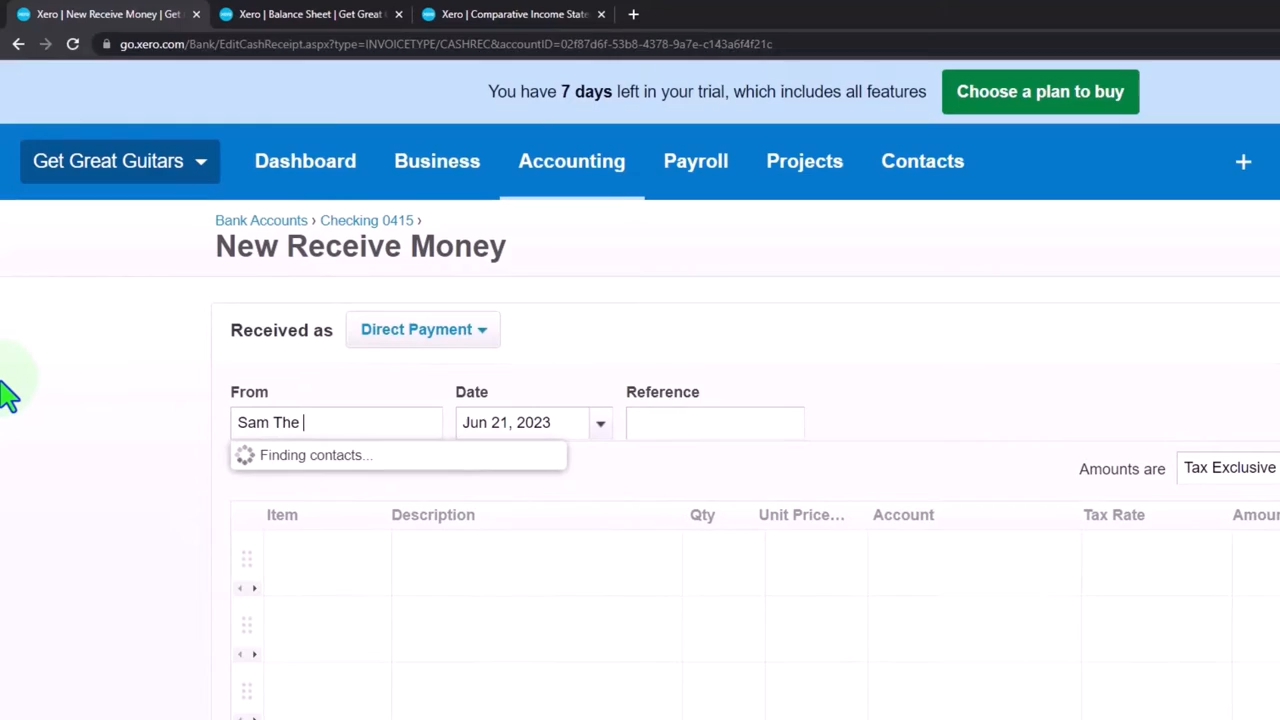 Xero | New Receive Money | Get
Xero | Balance Sheet | Get Great
Xero | Comparative Income State
go.xero.com/Bank/EditCashReceipt.aspx?type=INVOICETYPE/CASHREC&accountID=02f87d6f-53b8-4378-9a7e-c143a6f4f21c
You have 7 days left in your trial, which includes all features
Choose a plan to buy
Get Great Guitars
Dashboard
Business
Accounting
Payroll
Projects
Contacts
+
Bank Accounts › Checking 0415 ›
New Receive Money
Received as
Direct Payment
From
Date
Reference
Sam The
Jun 21, 2023
Finding contacts...
Amounts are
Tax Exclusive
Item
Description
Qty
Unit Price...
Account
Tax Rate
Amoun